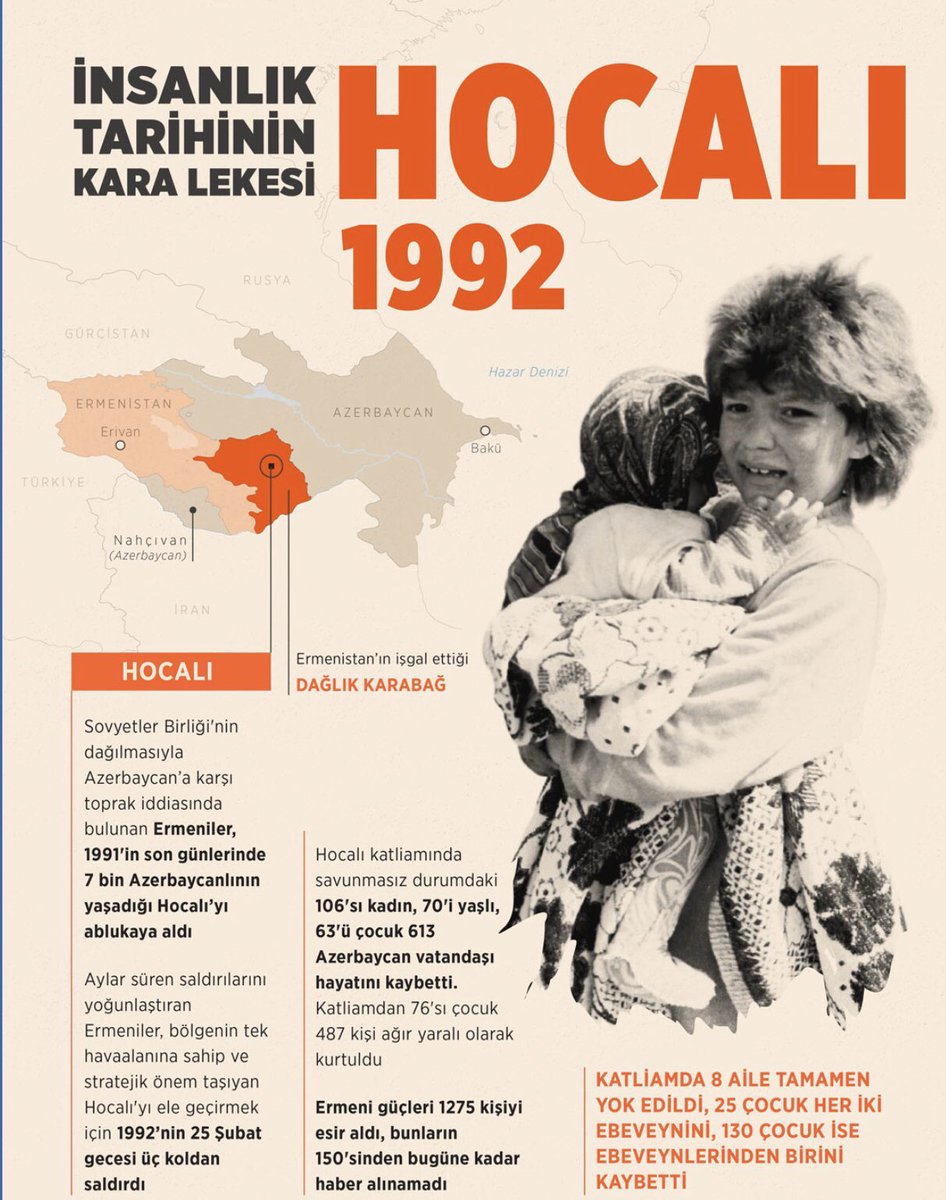 İNSANLIK
TARİHİNİN
KARA LEKESİ
HOCALI
1992
RUSYA
GÜRCİSTAN
Hazar Denizi
ERMENİSTAN
AZERBAYCAN
Erivan
Bakü
TÜRKİYE
Nahçıvan
(Azerbaycan)
İRAN
Ermenistan'ın işgal ettiği
DAĞLIK KARABAĞ
HOCALI
Sovyetler Birliği'nin
dağılmasıyla
Azerbaycan'a karşı
toprak iddiasında
bulunan Ermeniler,
1991'in son günlerinde
7 bin Azerbaycanlının
yaşadığı Hocalı'yı
ablukaya aldı
Aylar süren saldırılarını
yoğunlaştıran
Ermeniler, bölgenin tek
havaalanına sahip ve
stratejik önem taşıyan
Hocalı'yı ele geçirmek
için 1992'nin 25 Şubat
gecesi üç koldan
saldırdı
Hocalı katliamında
savunmasız durumdaki
106'sı kadın, 70'i yaşlı,
63'ü çocuk 613
Azerbaycan vatandaşı
hayatını kaybetti.
Katliamdan 76'sı çocuk
487 kişi ağır yaralı olarak
kurtuldu
Ermeni güçleri 1275 kişiyi
esir aldı, bunların
150'sinden bugüne kadar
haber alınamadı
KATLİAMDA 8 AİLE TAMAMEN
YOK EDİLDİ, 25 ÇOCUK HER İKİ
EBEVEYNİNİ, 130 ÇOCUK İSE
EBEVEYNLERİNDEN BİRİNİ
KAYBETTİ